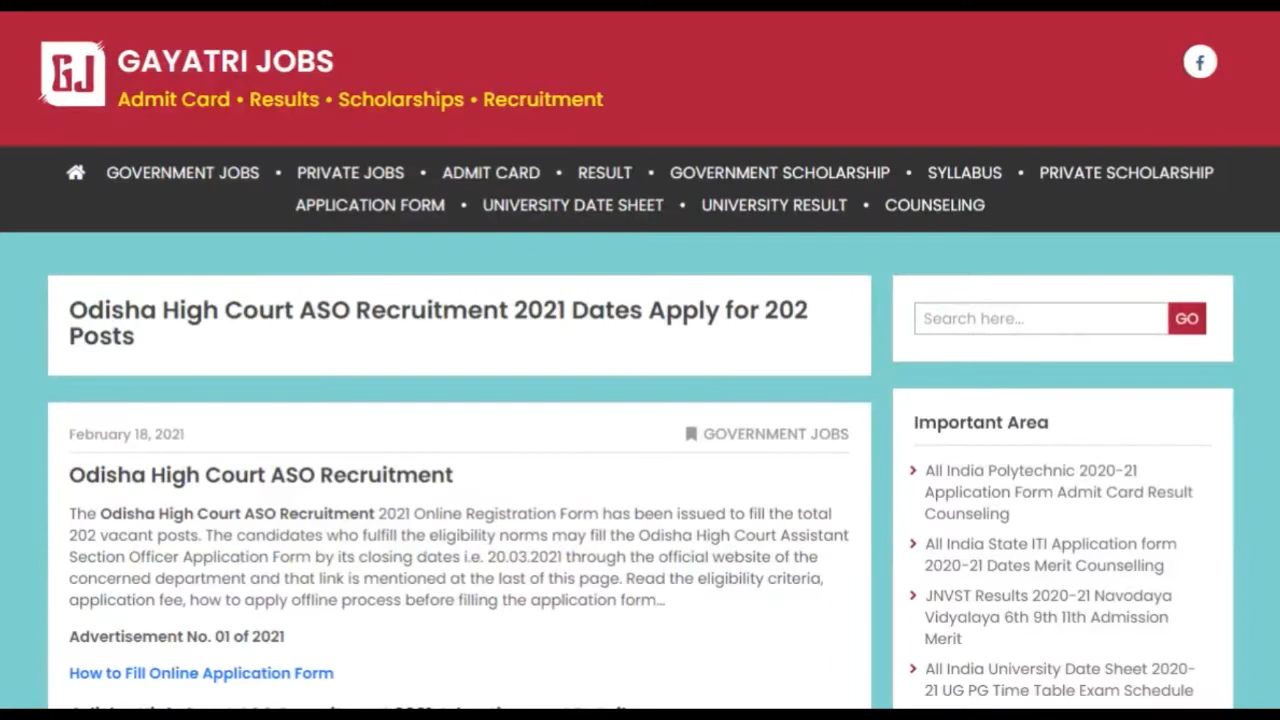 GJ
GAYATRI JOBS
Admit Card • Results • Scholarships • Recruitment
GOVERNMENT JOBS • PRIVATE JOBS • ADMIT CARD • RESULT • GOVERNMENT SCHOLARSHIP • SYLLABUS • PRIVATE SCHOLARSHIP
APPLICATION FORM • UNIVERSITY DATE SHEET • UNIVERSITY RESULT • COUNSELING
Odisha High Court ASO Recruitment 2021 Dates Apply for 202
Posts
February 18, 2021
GOVERNMENT JOBS
Odisha High Court ASO Recruitment
The Odisha High Court ASO Recruitment 2021 Online Registration Form has been issued to fill the total
202 vacant posts. The candidates who fulfill the eligibility norms may fill the Odisha High Court Assistant
Section Officer Application Form by its closing dates i.e. 20.03.2021 through the official website of the
concerned department and that link is mentioned at the last of this page. Read the eligibility criteria,
application fee, how to apply offline process before filling the application form...
Advertisement No. 01 of 2021
How to Fill Online Application Form
Search here...
GO
Important Area
All India Polytechnic 2020-21
Application Form Admit Card Result
Counseling
All India State ITI Application form
2020-21 Dates Merit Counselling
JNVST Results 2020-21 Navodaya
Vidyalaya 6th 9th 11th Admission
Merit
All India University Date Sheet 2020-
21 UG PG Time Table Exam Schedule